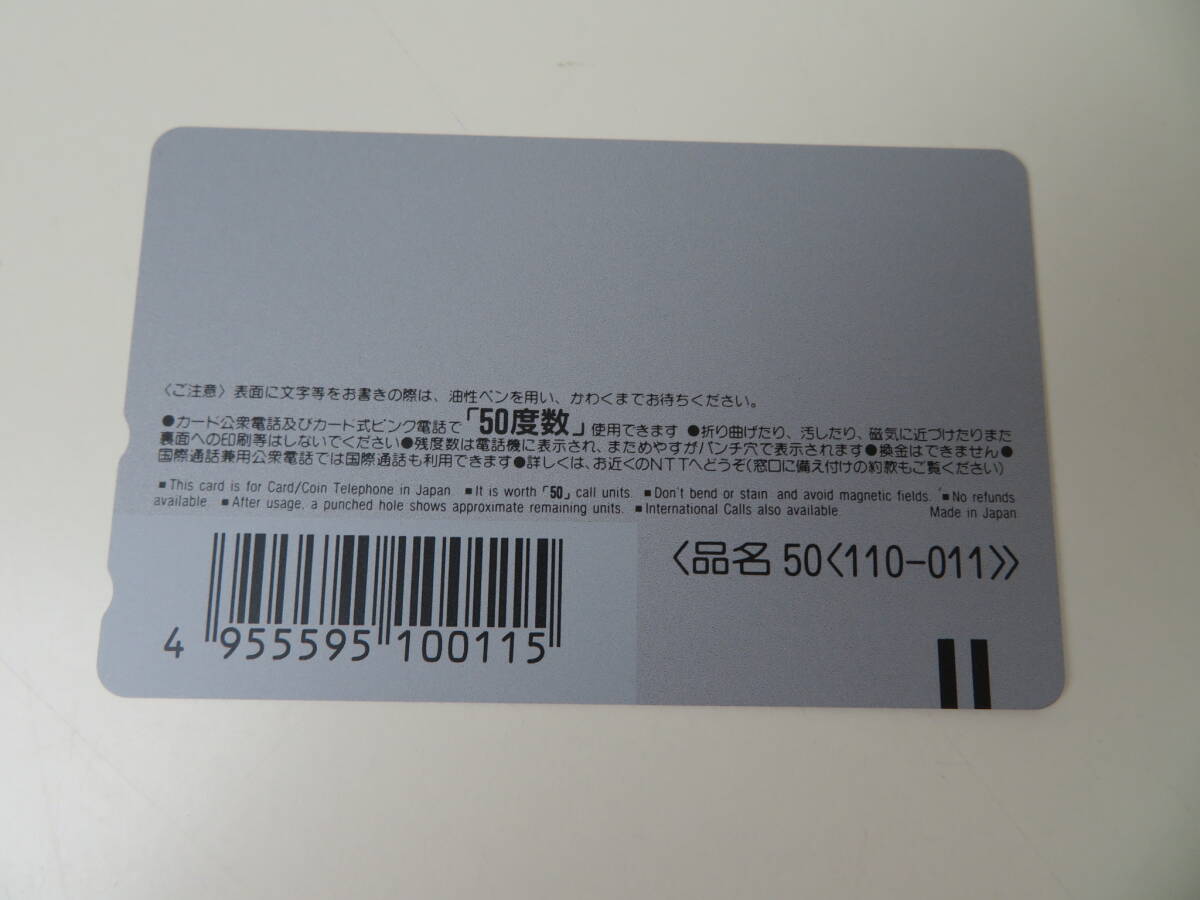 〈ご注意〉表面に文字等をお書きの際は、油性ペンを用い、かわくまでお待ちください。
●カード公衆電話及びカード式ピンク電話で「50度数」使用できます ●折り曲げたり、汚したり、磁気に近づけたりまた
裏面への印刷等はしないでください●残度数は電話機に表示され、まためやすがパンチ穴で表示されます●換金はできません●
国際通話兼用公衆電話では国際通話も利用できます●詳しくは、お近くのNTTへどうぞ(窓口に備え付けの約款もご覧ください)
■This card is for Card/Coin Telephone in Japan. ■It is worth「50」call units. ■Don't bend or stain and avoid magnetic fields. ■No refunds
available. ■After usage, a punched hole shows approximate remaining units. ■International Calls also available. Made in Japan
〈品名 50〈110-011〉〉
4 955595 100115